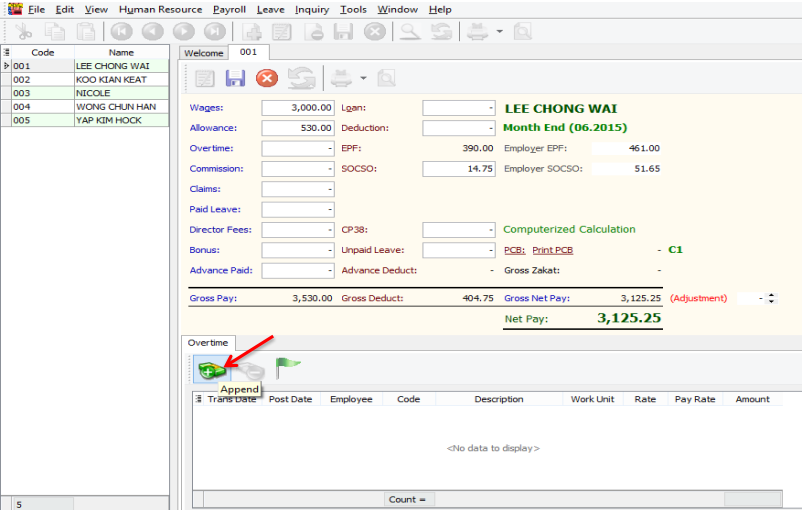 File Edit View Human Resource Payroll Leave Inquiry Tools Window Help
Code Name
001 LEE CHONG WAI
002 KOO KIAN KEAT
003 NICOLE
004 WONG CHUN HAN
005 YAP KIM HOCK
5
Welcome 001
Wages: 3,000.00 Loan: - LEE CHONG WAI
Allowance: 530.00 Deduction: - Month End (06.2015)
Overtime: - EPF: 390.00 Employer EPF: 461.00
Commission: - SOCSO: 14.75 Employer SOCSO: 51.65
Claims: -
Paid Leave: -
Director Fees: - CP38: - Computerized Calculation
Bonus: - Unpaid Leave: - PCB: Print PCB - C1
Advance Paid: - Advance Deduct: - Gross Zakat: -
Gross Pay: 3,530.00 Gross Deduct: 404.75 Gross Net Pay: 3,125.25 (Adjustment) -
Net Pay: 3,125.25
Overtime
Append
Trans Date Post Date Employee Code Description Work Unit Rate Pay Rate Amount
<No data to display>
Count =